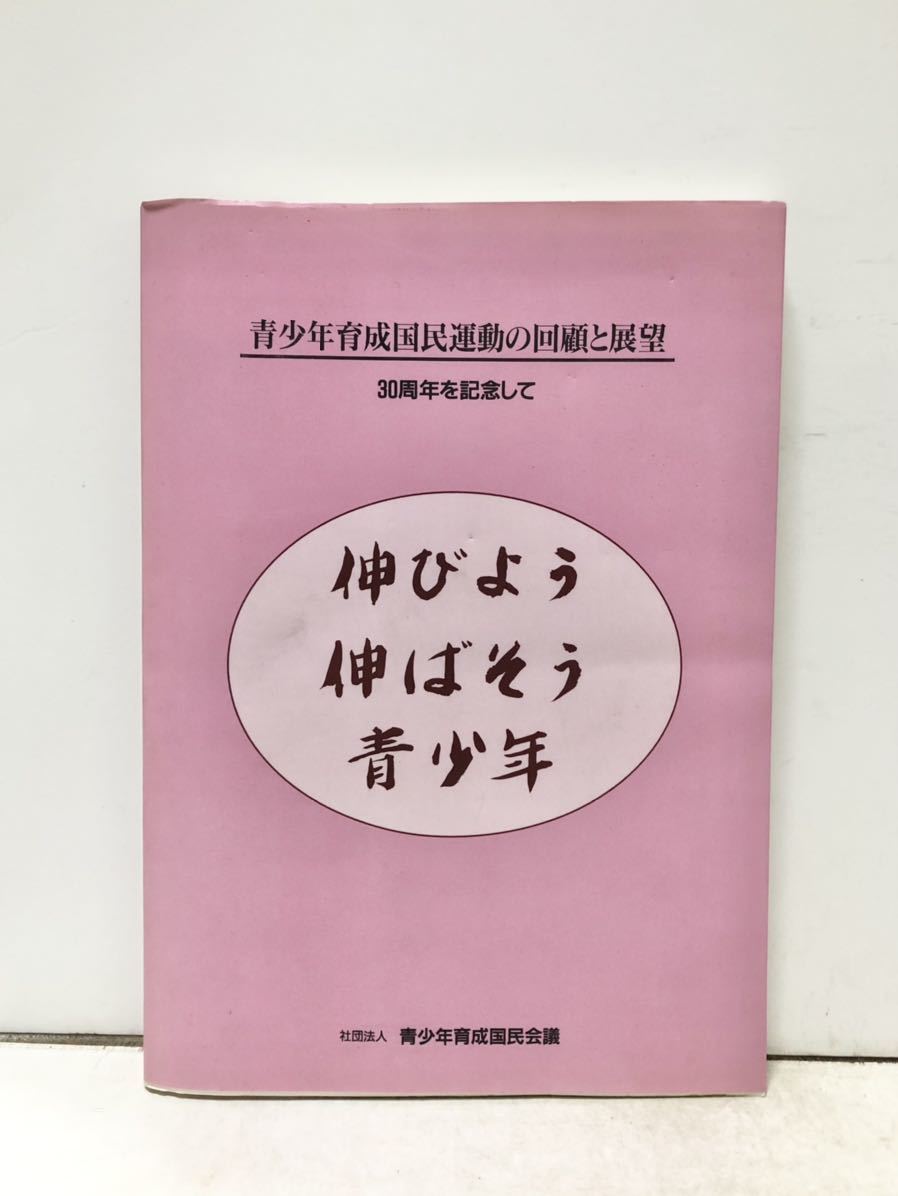 青少年育成国民運動の回顧と展望
30周年を記念して
伸びよう
伸ばそう
青少年
社団法人 青少年育成国民会議